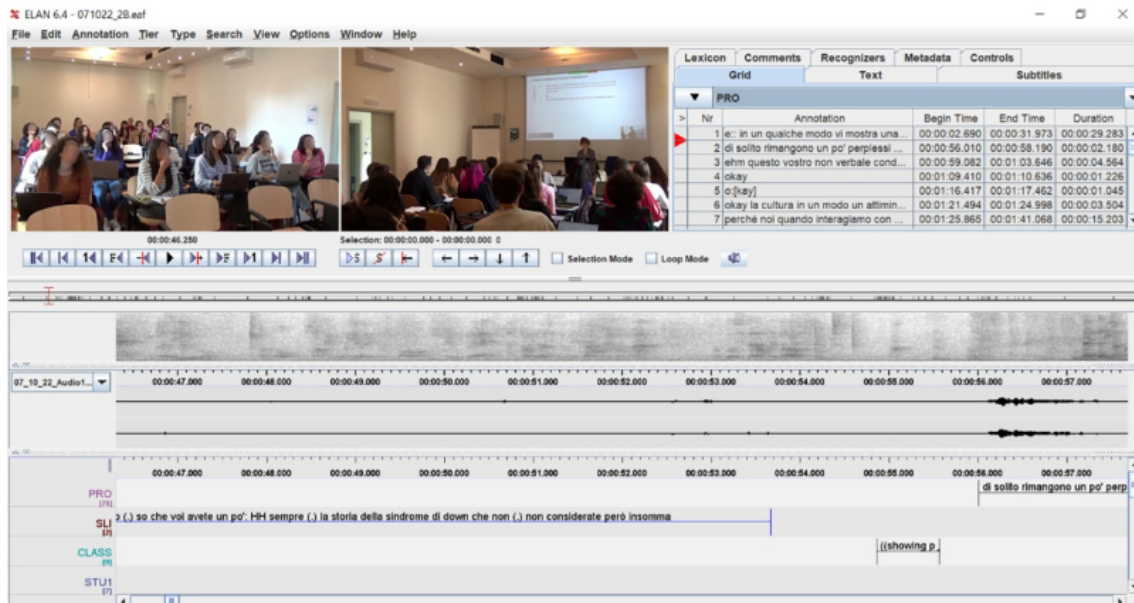 ELAN 6.4 - 071022_2B.eaf
File Edit Annotation Tier Type Search View Options Window Help
Lexicon Comments Recognizers Metadata Controls
Grid Text Subtitles
PRO
> Nr Annotation Begin Time End Time Duration
1 e:: in un qualche modo vi mostra una... 00:00:02.690 00:00:31.973 00:00:29.283
2 di solito rimangono un po' perplessi ... 00:00:56.010 00:00:58.190 00:00:02.180
3 ehm questo vostro non verbale cond... 00:00:59.082 00:01:03.646 00:00:04.564
4 okay 00:01:09.410 00:01:10.636 00:00:01.226
5 o:[kay] 00:01:16.417 00:01:17.462 00:00:01.045
6 okay la cultura in un modo un attimin... 00:01:21.494 00:01:24.998 00:00:03.504
7 perché noi quando interagiamo con ... 00:01:25.865 00:01:41.068 00:00:15.203
00:00:46.250 Selection: 00:00:00.000 - 00:00:00.000 0
Selection Mode Loop Mode
07_10_22_Audio1... 00:00:47.000 00:00:48.000 00:00:49.000 00:00:50.000 00:00:51.000 00:00:52.000 00:00:53.000 00:00:54.000 00:00:55.000 00:00:56.000 00:00:57.000
00:00:47.000 00:00:48.000 00:00:49.000 00:00:50.000 00:00:51.000 00:00:52.000 00:00:53.000 00:00:54.000 00:00:55.000 00:00:56.000 00:00:57.000
PRO di solito rimangono un po' perp
SLI (.) so che voi avete un po': HH sempre (.) la storia della sindrome di down che non (.) non considerate però insomma
CLASS ((showing p
STU1